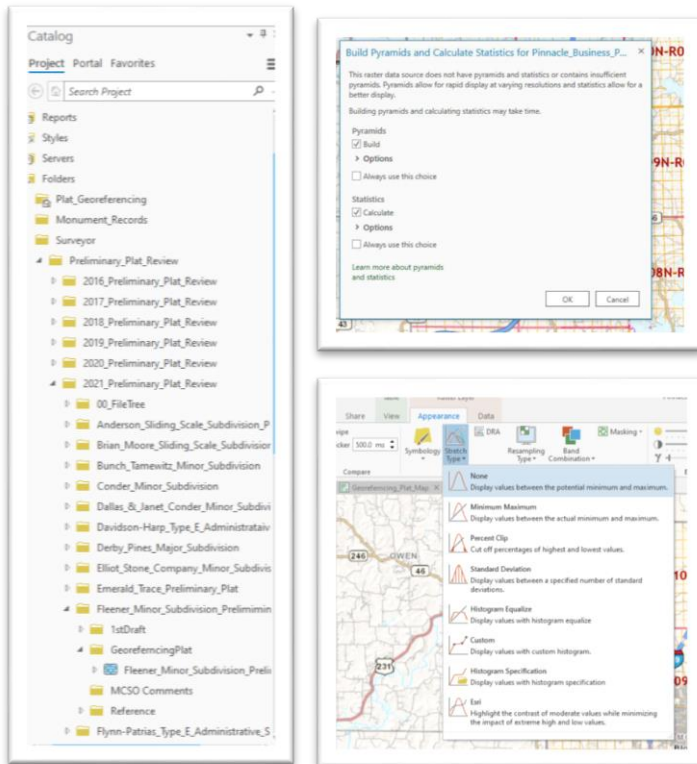 Catalog
Project Portal Favorites
Search Project
Reports
Styles
Servers
Folders
Plat_Georeferencing
Monument_Records
Surveyor
Preliminary_Plat_Review
2016_Preliminary_Plat_Review
2017_Preliminary_Plat_Review
2018_Preliminary_Plat_Review
2019_Preliminary_Plat_Review
2020_Preliminary_Plat_Review
2021_Preliminary_Plat_Review
00_FileTree
Anderson_Sliding_Scale_Subdivision_P
Brian_Moore_Sliding_Scale_Subdivision
Bunch_Tamewitz_Minor_Subdivision
Conder_Minor_Subdivision
Dallas_&_Janet_Conder_Minor_Subdivi
Davidson-Harp_Type_E_Administrataiv
Derby_Pines_Major_Subdivision
Elliot_Stone_Company_Minor_Subdivis
Emerald_Trace_Preliminary_Plat
Fleener_Minor_Subdivision_Prelimimin
1stDraft
GeoreferncingPlat
Fleener_Minor_Subdivision_Preli
MCSO Comments
Reference
Flynn-Patrias_Type_E_Administrative_S
Build Pyramids and Calculate Statistics for Pinnacle_Business_P...
This raster data source does not have pyramids and statistics or contains insufficient
pyramids. Pyramids allow for rapid display at varying resolutions and statistics allow for a
better display.
Building pyramids and calculating statistics may take time.
Pyramids
Build
Options
Always use this choice
Statistics
Calculate
Options
Always use this choice
Learn more about pyramids
and statistics
OK Cancel
N-R0
9N-R
08N-R
43
Share View Appearance Data
500.0 ms
Symbology
Stretch
Type
DRA
Resampling
Type
Band
Combination
Masking
Compare
Georeferencing_Plat_Map
246
OWEN
46
231
None
Display values between the potential minimum and maximum.
Minimum Maximum
Display values between the actual minimum and maximum.
Percent Clip
Cut off percentages of highest and lowest values.
Standard Deviation
Display values between a specified number of standard
deviations.
Histogram Equalize
Display values with histogram equalize
Custom
Display values with custom histogram.
Histogram Specification
Display values with histogram specification
Esri
Highlight the contrast of moderate values while minimizing
the impact of extreme high and low values.